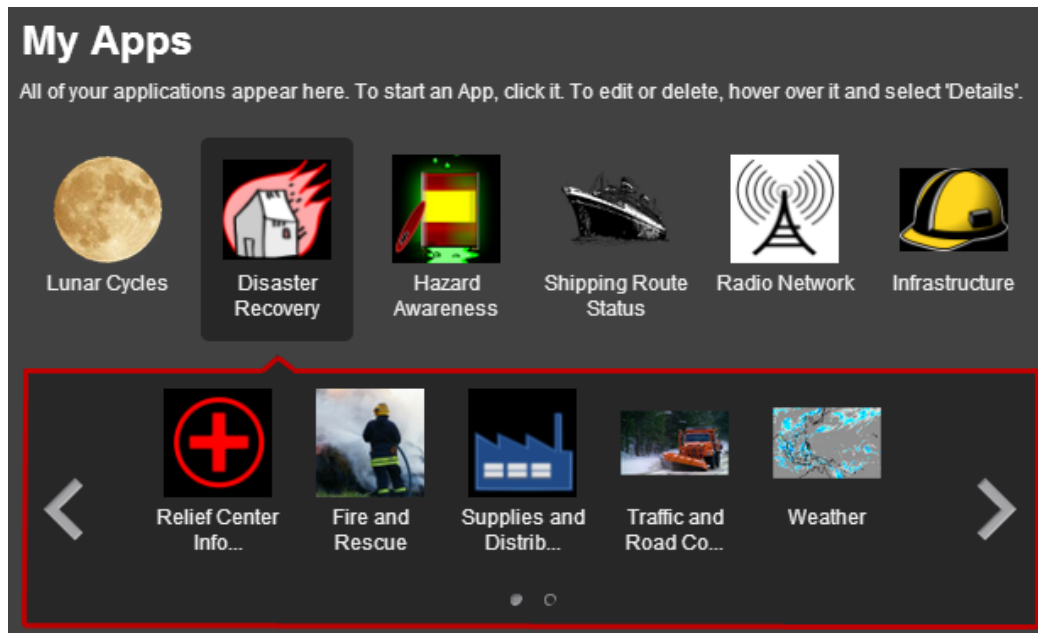 My Apps
All of your applications appear here. To start an App, click it. To edit or delete, hover over it and select 'Details'.
Lunar Cycles
Disaster
Recovery
Hazard
Awareness
Shipping Route
Status
Radio Network
Infrastructure
Relief Center
Info...
Fire and
Rescue
Supplies and
Distrib...
Traffic and
Road Co...
Weather